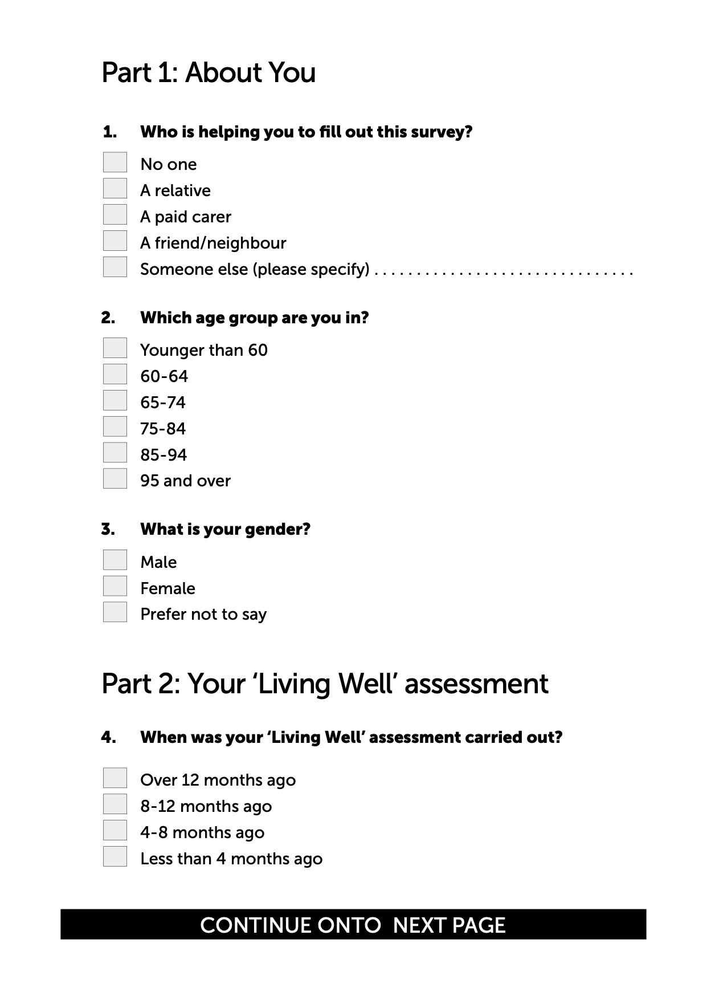 Part 1: About You
1. Who is helping you to fill out this survey?
No one
A relative
A paid carer
A friend/neighbour
Someone else (please specify) . . . . . . . . . . . . . . . . . . . . . . . . . . . . . . .
2. Which age group are you in?
Younger than 60
60-64
65-74
75-84
85-94
95 and over
3. What is your gender?
Male
Female
Prefer not to say
Part 2: Your ‘Living Well’ assessment
4. When was your ‘Living Well’ assessment carried out?
Over 12 months ago
8-12 months ago
4-8 months ago
Less than 4 months ago
CONTINUE ONTO  NEXT PAGE